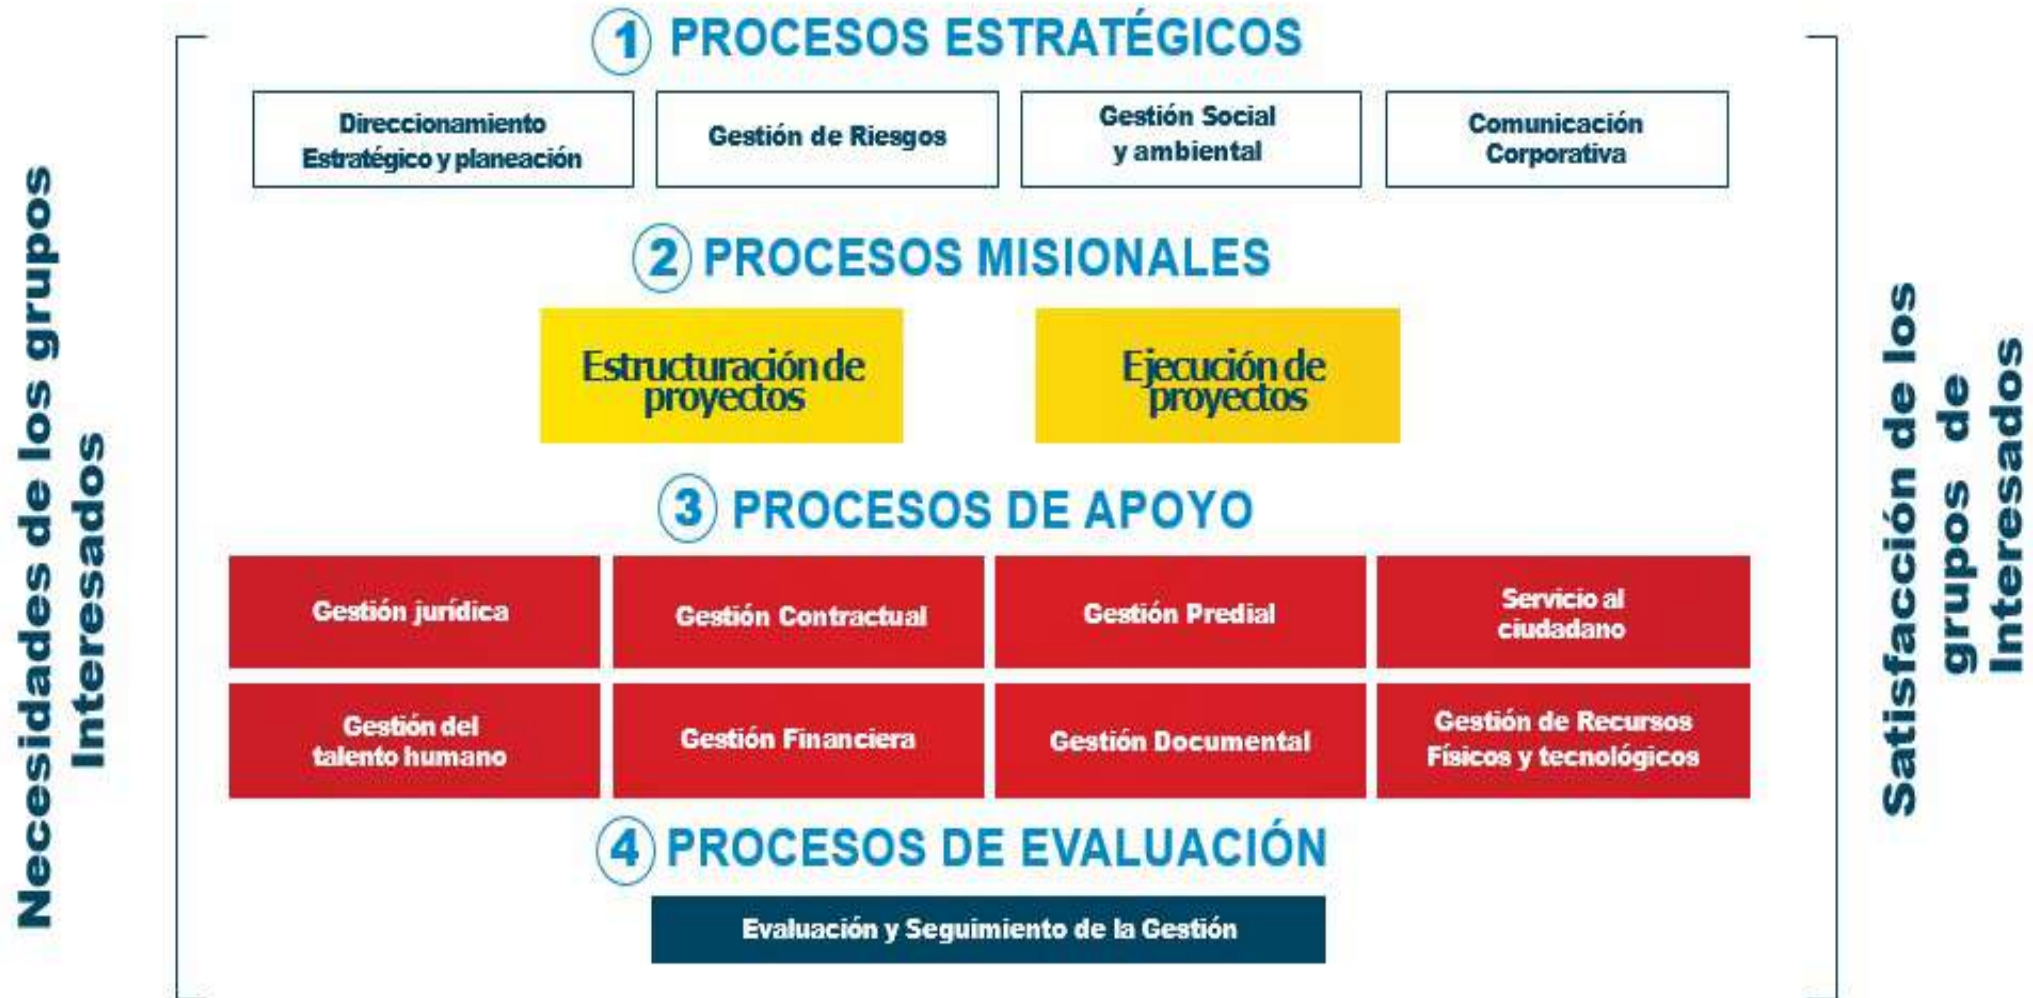 Necesidades de los grupos
Interesados
1 PROCESOS ESTRATÉGICOS
Direccionamiento
Estratégico y planeación
Gestión de Riesgos
Gestión Social
y ambiental
Comunicación
Corporativa
2 PROCESOS MISIONALES
Estructuración de
proyectos
Ejecución de
proyectos
3 PROCESOS DE APOYO
Gestión jurídica
Gestión Contractual
Gestión Predial
Servicio al
ciudadano
Gestión del
talento humano
Gestión Financiera
Gestión Documental
Gestión de Recursos
Físicos y tecnológicos
4 PROCESOS DE EVALUACIÓN
Evaluación y Seguimiento de la Gestión
Satisfacción de los
grupos de
Interesados